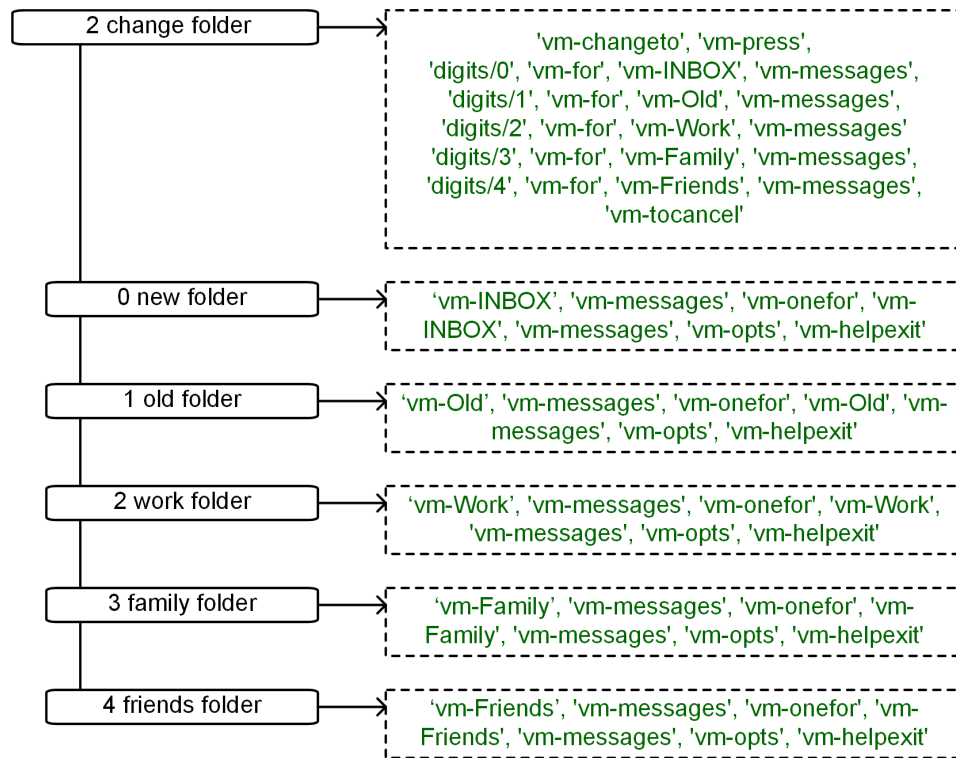 2 change folder
'vm-changeto', 'vm-press',
'digits/0', 'vm-for', 'vm-INBOX', 'vm-messages',
'digits/1', 'vm-for', 'vm-Old', 'vm-messages',
'digits/2', 'vm-for', 'vm-Work', 'vm-messages'
'digits/3', 'vm-for', 'vm-Family', 'vm-messages',
'digits/4', 'vm-for', 'vm-Friends', 'vm-messages',
'vm-tocancel'
0 new folder
‘vm-INBOX’, 'vm-messages', 'vm-onefor', 'vm-
INBOX', 'vm-messages', 'vm-opts', 'vm-helpexit'
1 old folder
‘vm-Old’, 'vm-messages', 'vm-onefor', 'vm-Old', 'vm-
messages', 'vm-opts', 'vm-helpexit'
2 work folder
‘vm-Work’, 'vm-messages', 'vm-onefor', 'vm-Work',
'vm-messages', 'vm-opts', 'vm-helpexit'
3 family folder
‘vm-Family’, 'vm-messages', 'vm-onefor', 'vm-
Family', 'vm-messages', 'vm-opts', 'vm-helpexit'
4 friends folder
‘vm-Friends’, 'vm-messages', 'vm-onefor', 'vm-
Friends', 'vm-messages', 'vm-opts', 'vm-helpexit'